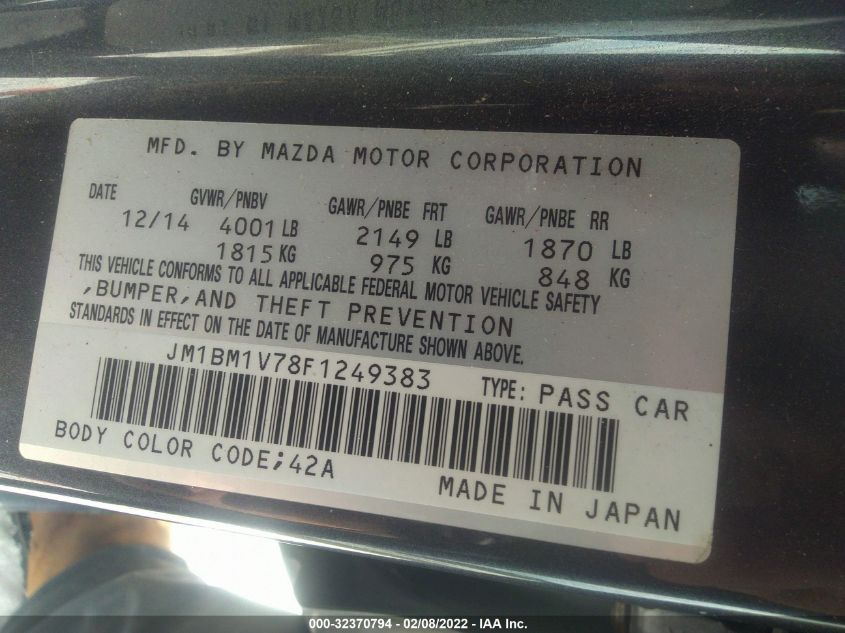 MFD. BY MAZDA MOTOR CORPORATION
DATE GVWR/PNBV GAWR/PNBE FRT GAWR/PNBE RR
12/14 4001 LB 2149 LB 1870 LB
1815 KG 975 KG 848 KG
THIS VEHICLE CONFORMS TO ALL APPLICABLE FEDERAL MOTOR VEHICLE SAFETY
,BUMPER,AND THEFT PREVENTION
STANDARDS IN EFFECT ON THE DATE OF MANUFACTURE SHOWN ABOVE.
JM1BM1V78F1249383 TYPE: PASS CAR
BODY COLOR CODE;42A
MADE IN JAPAN
000-32370794 - 02/08/2022 - IAA Inc.